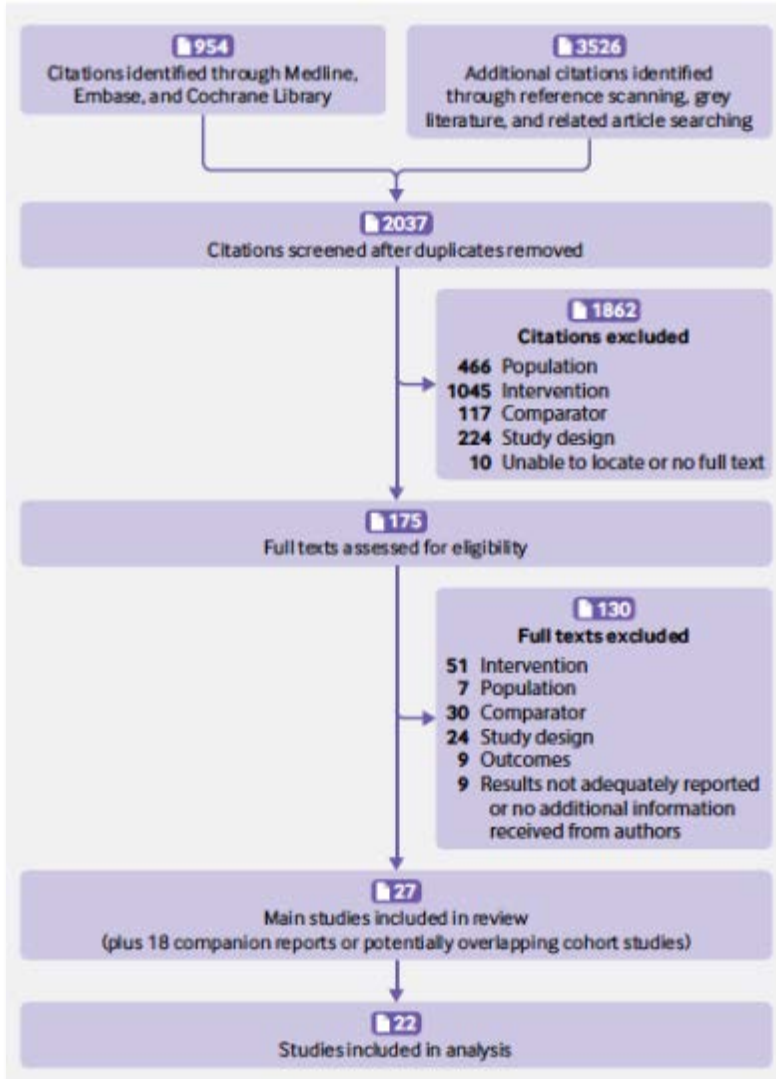 954
Citations identified through Medline,
Embase, and Cochrane Library
3526
Additional citations identified
through reference scanning, grey
literature, and related article searching
2037
Citations screened after duplicates removed
1862
Citations excluded
466 Population
1045 Intervention
117 Comparator
224 Study design
10 Unable to locate or no full text
175
Full texts assessed for eligibility
130
Full texts excluded
51 Intervention
7 Population
30 Comparator
24 Study design
9 Outcomes
9 Results not adequately reported
or no additional information
received from authors
27
Main studies included in review
(plus 18 companion reports or potentially overlapping cohort studies)
22
Studies included in analysis